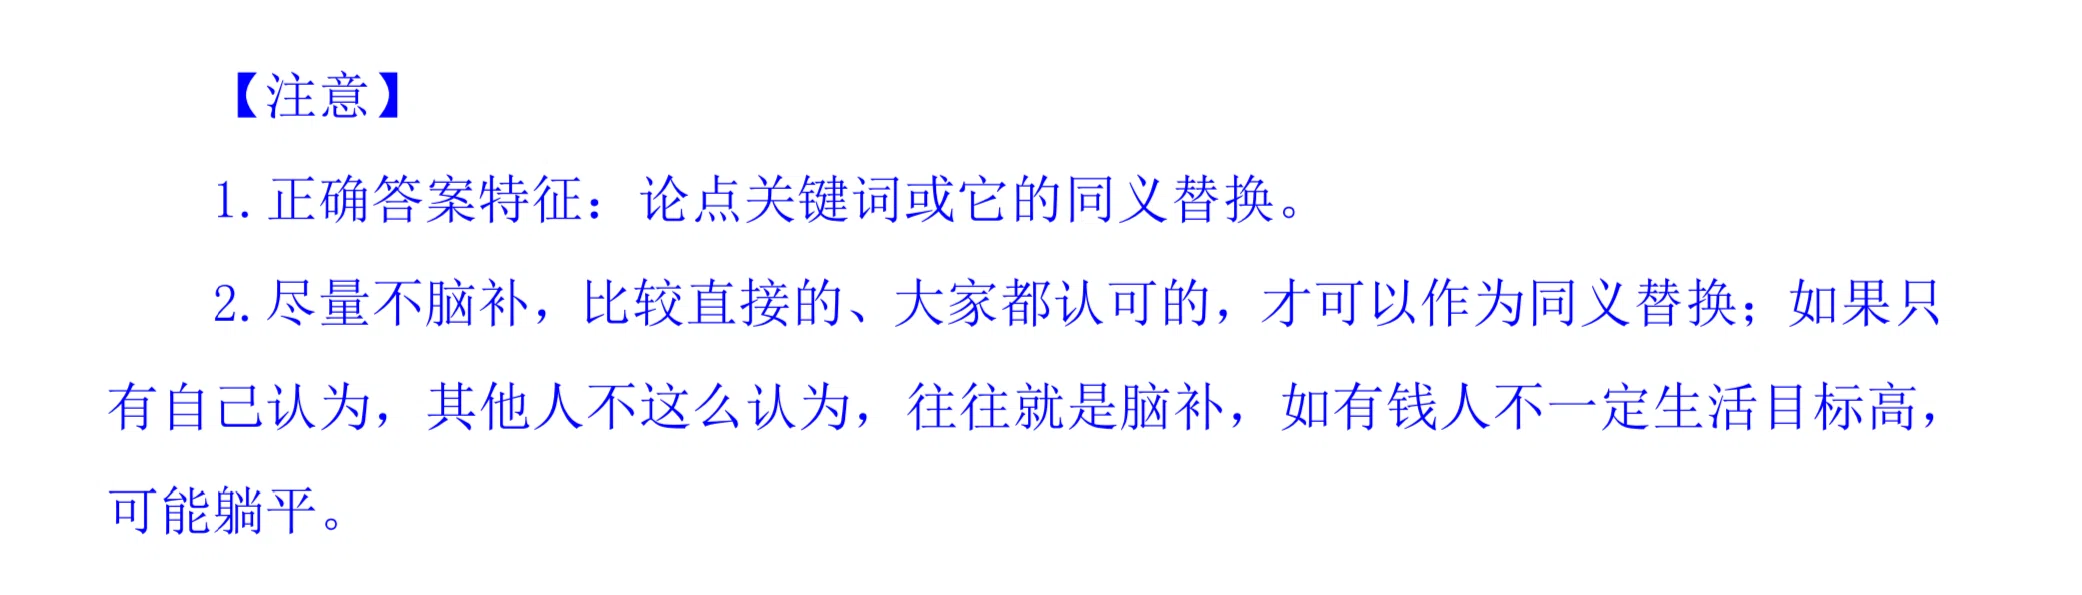 【注意】
1.正确答案特征：论点关键词或它的同义替换。
2.尽量不脑补，比较直接的、大家都认可的，才可以作为同义替换；如果只
有自己认为，其他人不这么认为，往往就是脑补，如有钱人不一定生活目标高，
可能躺平。